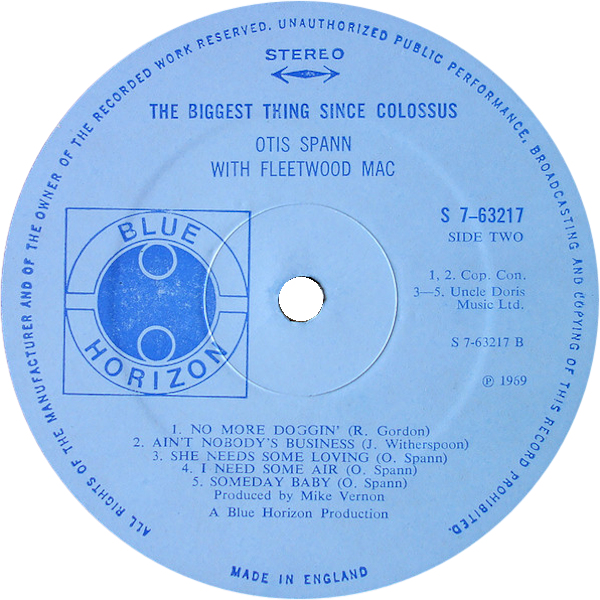 ALL RIGHTS OF THE MANUFACTURER AND OF THE OWNER OF THE RECORDED WORK RESERVED. UNAUTHORIZED PUBLIC PERFORMANCE, BROADCASTING AND COPYING OF THIS RECORD PROHIBITED.
STEREO
THE BIGGEST THING SINCE COLOSSUS
OTIS SPANN
WITH FLEETWOOD MAC
S 7–63217
SIDE TWO
BLUE
HORIZON
1, 2. Cop. Con.
3—5. Uncle Doris
Music Ltd.
S 7-63217 B
℗ 1969
1. NO MORE DOGGIN' (R. Gordon)
2. AIN'T NOBODY'S BUSINESS (J. Witherspoon)
3. SHE NEEDS SOME LOVING (O. Spann)
4. I NEED SOME AIR (O. Spann)
5. SOMEDAY BABY (O. Spann)
Produced by Mike Vernon
A Blue Horizon Production
MADE IN ENGLAND